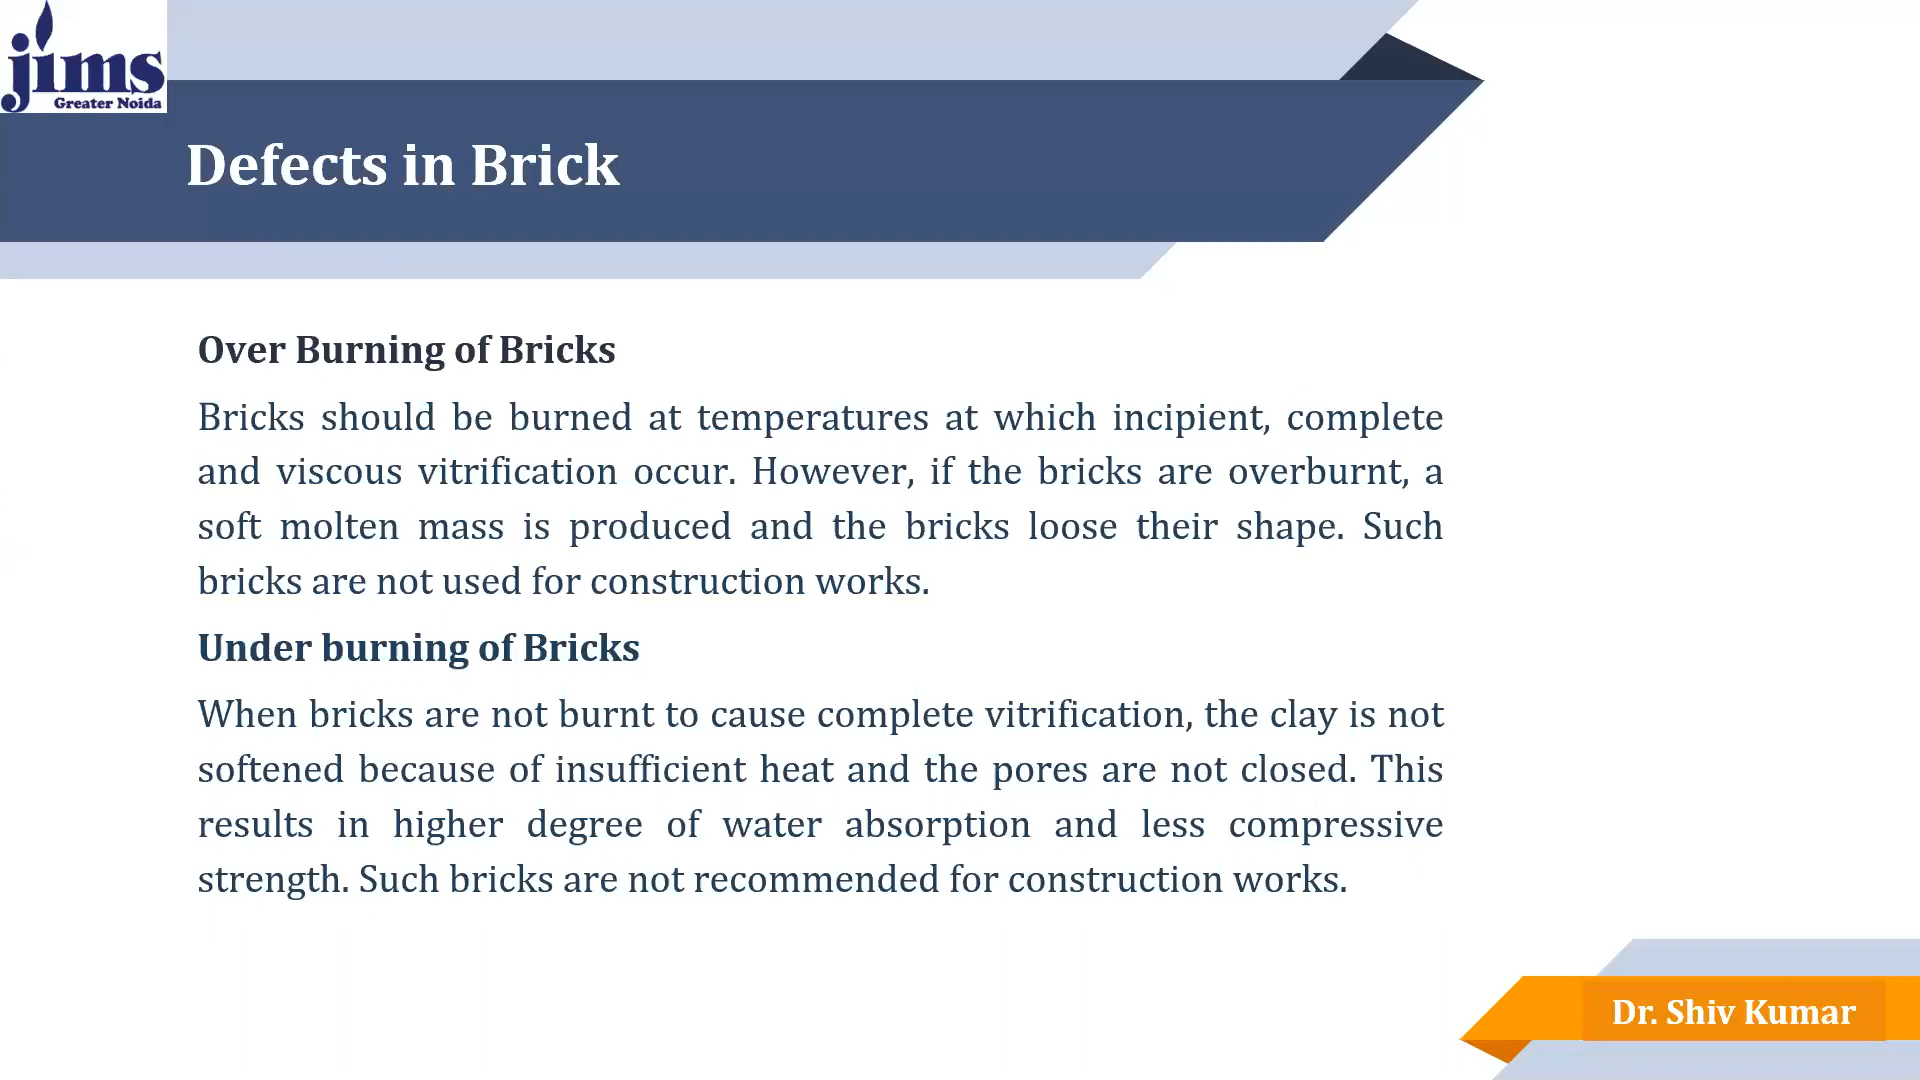 jims
Greater Noida
Defects in Brick
Over Burning of Bricks
Bricks should be burned at temperatures at which incipient, complete
and viscous vitrification occur. However, if the bricks are overburnt, a
soft molten mass is produced and the bricks loose their shape. Such
bricks are not used for construction works.
Under burning of Bricks
When bricks are not burnt to cause complete vitrification, the clay is not
softened because of insufficient heat and the pores are not closed. This
results in higher degree of water absorption and less compressive
strength. Such bricks are not recommended for construction works.
Dr. Shiv Kumar